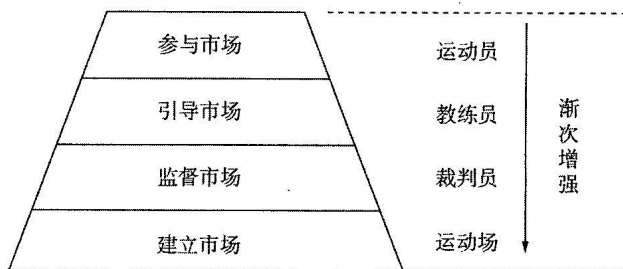 参与市场 运动员
引导市场 教练员
监督市场 裁判员
建立市场 运动场
渐次增强